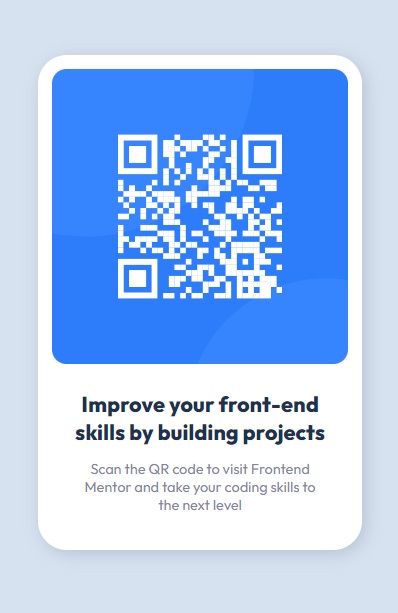 Improve your front-end
skills by building projects
Scan the QR code to visit Frontend
Mentor and take your coding skills to
the next level